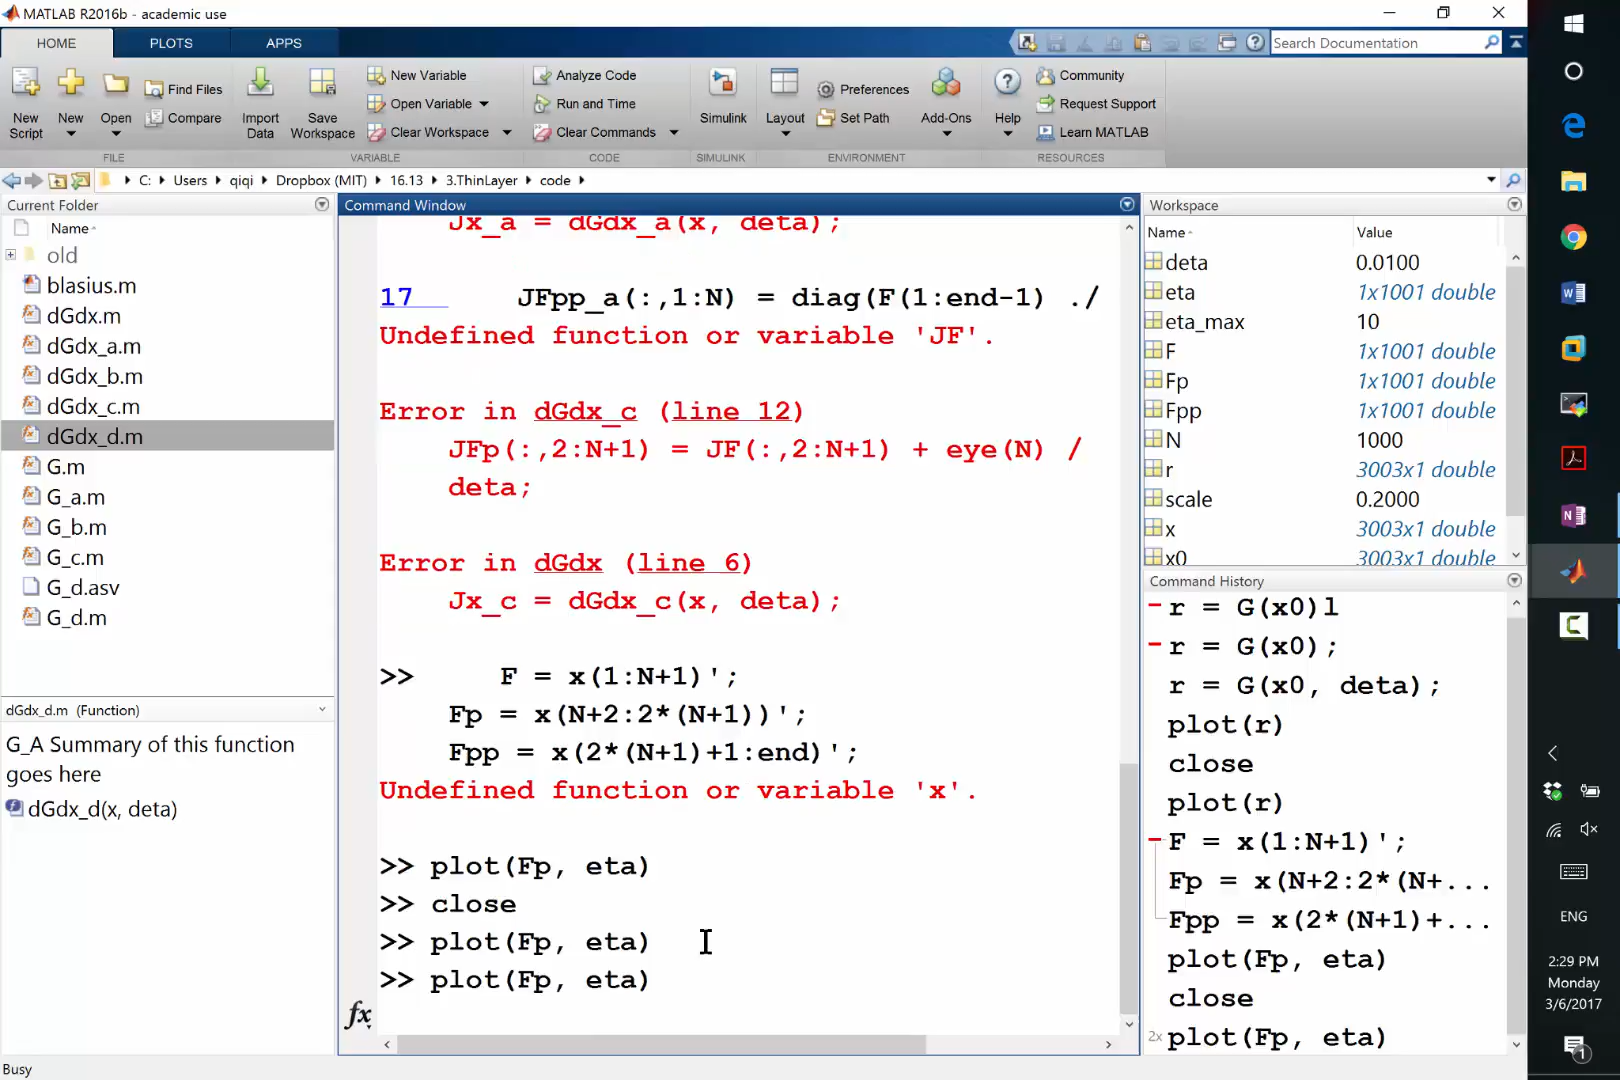 MATLAB R2016b - academic use
HOME
PLOTS
APPS
Search Documentation
New Script
New
Open
Find Files
Compare
Import Data
Save Workspace
New Variable
Open Variable
Clear Workspace
Analyze Code
Run and Time
Clear Commands
Simulink
Layout
Preferences
Set Path
Add-Ons
Help
Community
Request Support
Learn MATLAB
FILE
VARIABLE
CODE
SIMULINK
ENVIRONMENT
RESOURCES
C: Users qiqi Dropbox (MIT) 16.13 3.ThinLayer code
Current Folder
Name
old
blasius.m
dGdx.m
dGdx_a.m
dGdx_b.m
dGdx_c.m
dGdx_d.m
G.m
G_a.m
G_b.m
G_c.m
G_d.asv
G_d.m
dGdx_d.m (Function)
G_A Summary of this function
goes here
dGdx_d(x, deta)
Busy
Command Window
Jx_a = dGdx_a(x, deta);
17 JFpp_a(:,1:N) = diag(F(1:end-1) ./
Undefined function or variable 'JF'.
Error in dGdx_c (line 12)
JFp(:,2:N+1) = JF(:,2:N+1) + eye(N) /
deta;
Error in dGdx (line 6)
Jx_c = dGdx_c(x, deta);
>> F = x(1:N+1)';
Fp = x(N+2:2*(N+1))';
Fpp = x(2*(N+1)+1:end)';
Undefined function or variable 'x'.
>> plot(Fp, eta)
>> close
>> plot(Fp, eta)
>> plot(Fp, eta)
fx
Workspace
Name Value
deta 0.0100
eta 1x1001 double
eta_max 10
F 1x1001 double
Fp 1x1001 double
Fpp 1x1001 double
N 1000
r 3003x1 double
scale 0.2000
x 3003x1 double
x0 3003x1 double
Command History
r = G(x0)l
r = G(x0);
r = G(x0, deta);
plot(r)
close
plot(r)
F = x(1:N+1)';
Fp = x(N+2:2*(N+...
Fpp = x(2*(N+1)+...
plot(Fp, eta)
close
2x plot(Fp, eta)
ENG
2:29 PM
Monday
3/6/2017
1